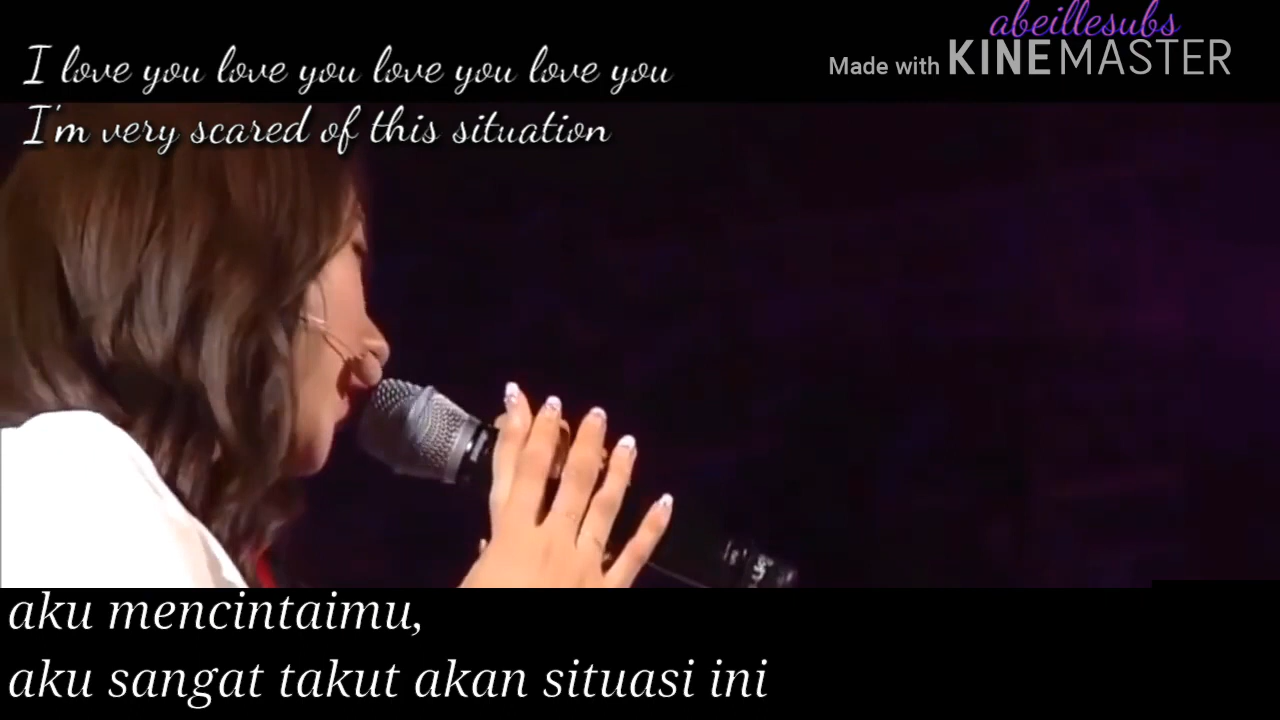 abeillesubs
Made with KINEMASTER
I love you love you love you love you
I'm very scared of this situation
aku mencintaimu,
aku sangat takut akan situasi ini